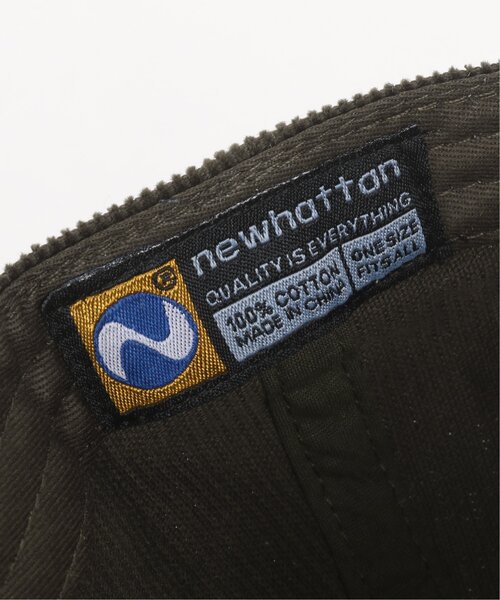 newhattan
QUALITY IS EVERYTHING
100% COTTON
MADE IN CHINA
ONE SIZE
FITS ALL
®